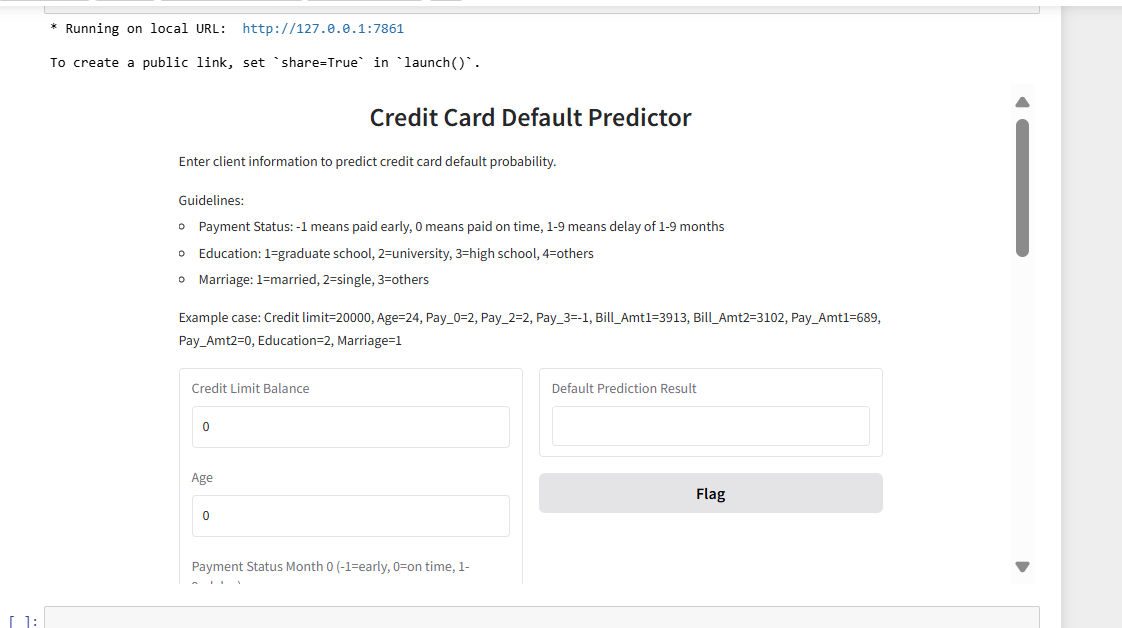 * Running on local URL:  http://127.0.0.1:7861
To create a public link, set `share=True` in `launch()`.
Credit Card Default Predictor
Enter client information to predict credit card default probability.
Guidelines:
Payment Status: -1 means paid early, 0 means paid on time, 1-9 means delay of 1-9 months
Education: 1=graduate school, 2=university, 3=high school, 4=others
Marriage: 1=married, 2=single, 3=others
Example case: Credit limit=20000, Age=24, Pay_0=2, Pay_2=2, Pay_3=-1, Bill_Amt1=3913, Bill_Amt2=3102, Pay_Amt1=689,
Pay_Amt2=0, Education=2, Marriage=1
Credit Limit Balance
0
Age
0
Payment Status Month 0 (-1=early, 0=on time, 1-
Default Prediction Result
Flag
[ ]: